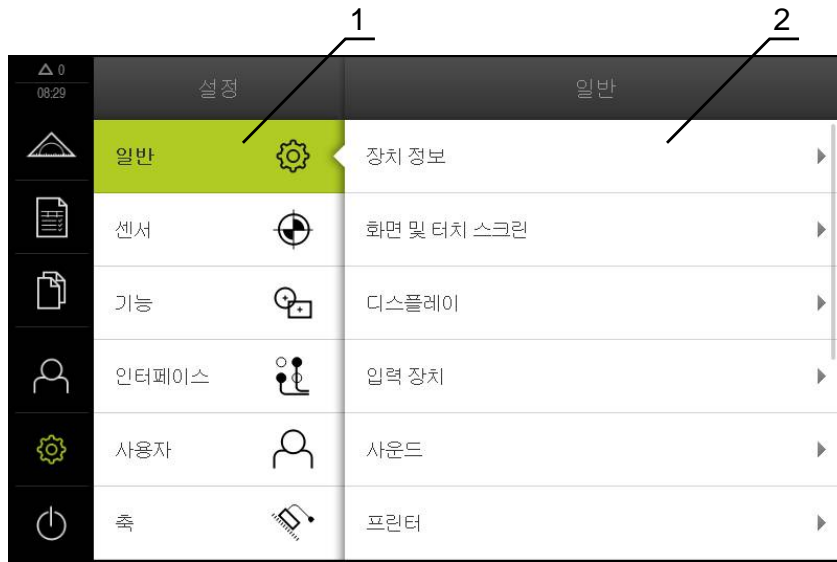 1
2
0
08:29
설정
일반
일반
센서
기능
인터페이스
사용자
축
장치 정보
화면 및 터치 스크린
디스플레이
입력 장치
사운드
프린터